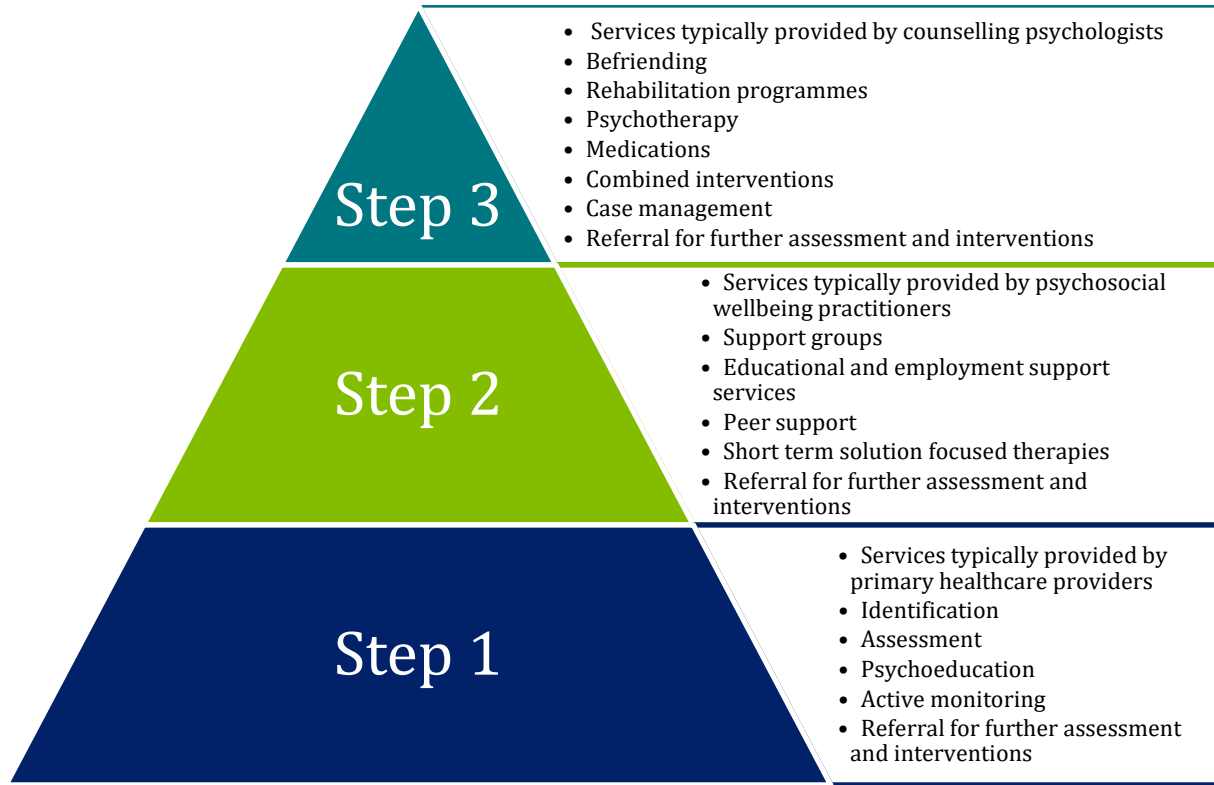 Step 3
• Services typically provided by counselling psychologists
• Befriending
• Rehabilitation programmes
• Psychotherapy
• Medications
• Combined interventions
• Case management
• Referral for further assessment and interventions
Step 2
• Services typically provided by psychosocial
wellbeing practitioners
• Support groups
• Educational and employment support
services
• Peer support
• Short term solution focused therapies
• Referral for further assessment and
interventions
Step 1
• Services typically provided by
primary healthcare providers
• Identification
• Assessment
• Psychoeducation
• Active monitoring
• Referral for further assessment
and interventions